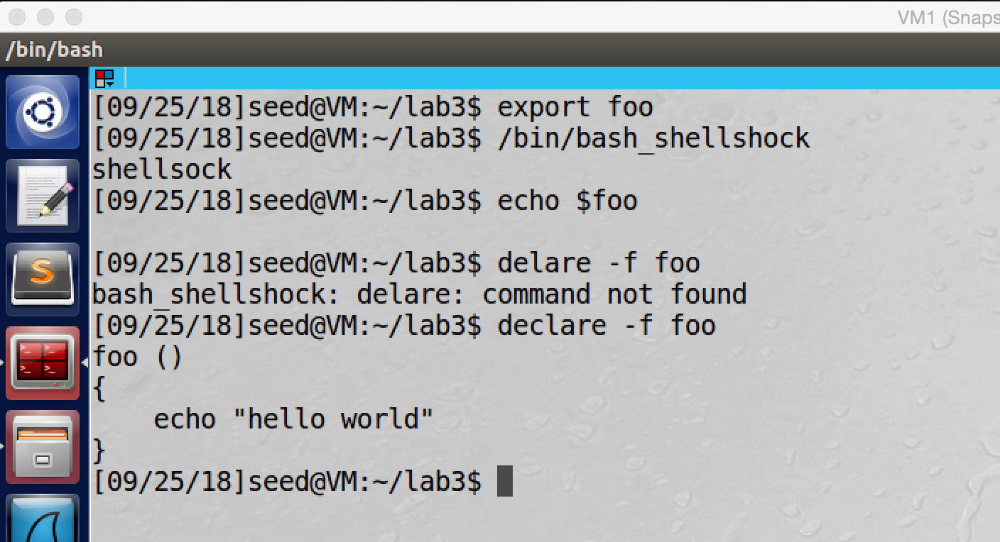 VM1 (Snaps
/bin/bash
[09/25/18]seed@VM:~/lab3$ export foo
[09/25/18]seed@VM:~/lab3$ /bin/bash_shellshock
shellsock
[09/25/18]seed@VM:~/lab3$ echo $foo
[09/25/18]seed@VM:~/lab3$ delare -f foo
bash_shellshock: delare: command not found
[09/25/18]seed@VM:~/lab3$ declare -f foo
foo ()
{
    echo "hello world"
}
[09/25/18]seed@VM:~/lab3$